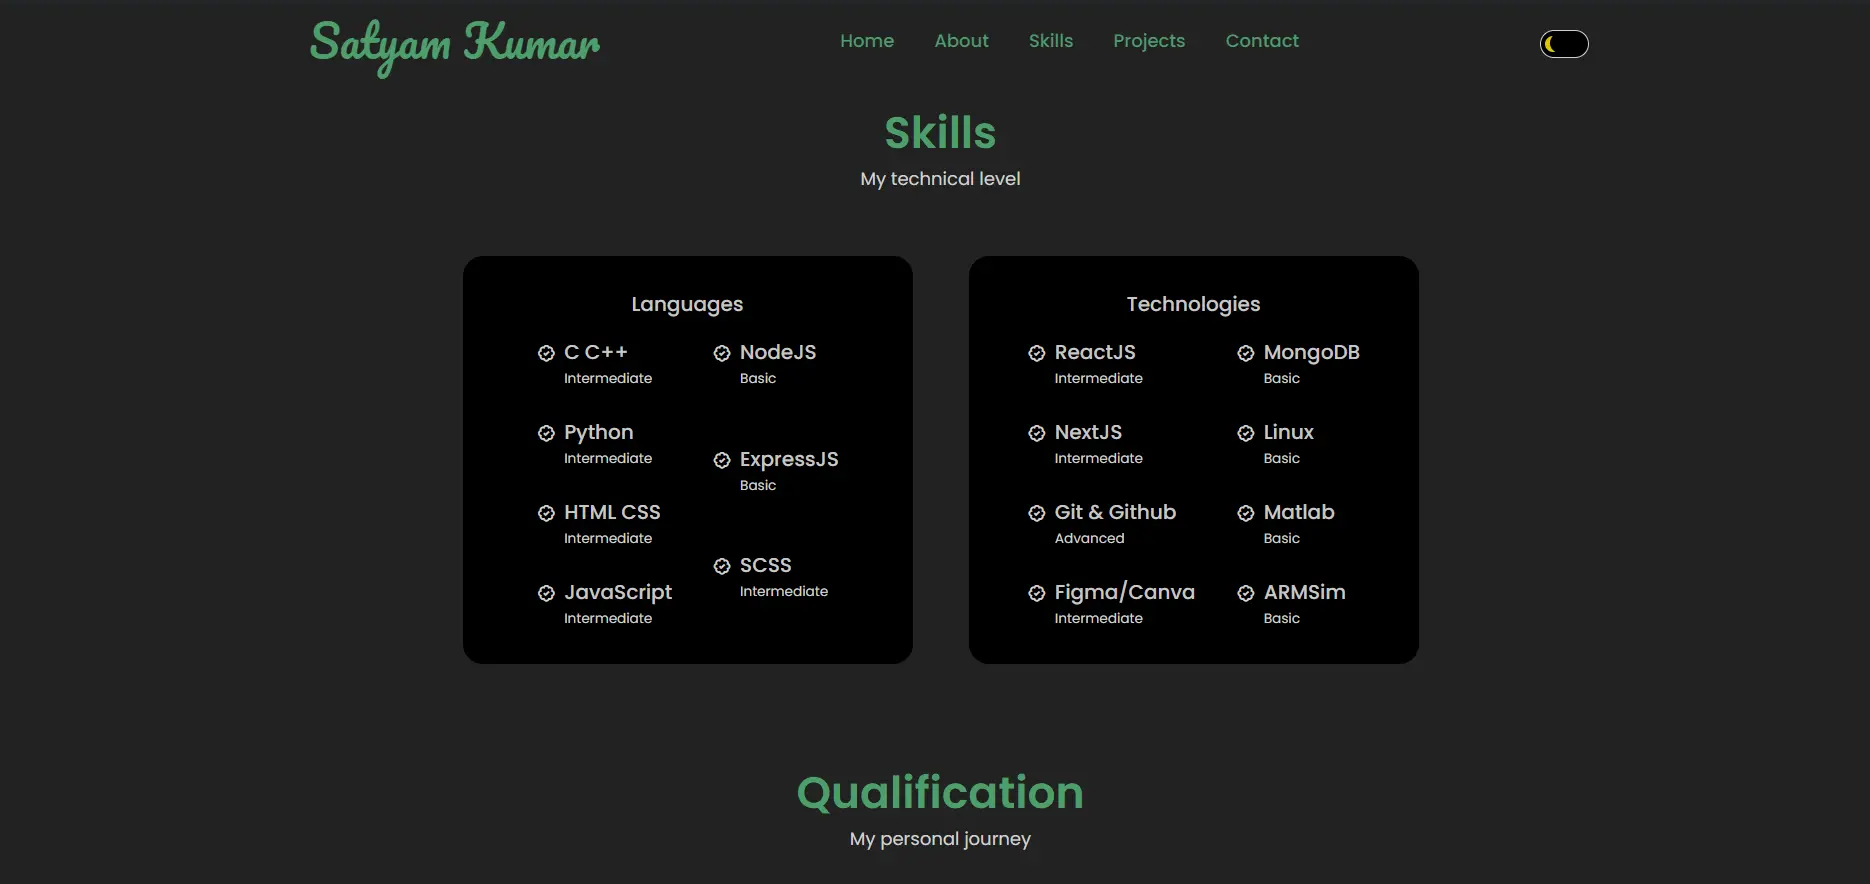 Satyam Kumar
Home About Skills Projects Contact
Skills
My technical level
Languages
C C++
Intermediate
Python
Intermediate
HTML CSS
Intermediate
JavaScript
Intermediate
NodeJS
Basic
ExpressJS
Basic
SCSS
Intermediate
Technologies
ReactJS
Intermediate
NextJS
Intermediate
Git & Github
Advanced
Figma/Canva
Intermediate
MongoDB
Basic
Linux
Basic
Matlab
Basic
ARMSim
Basic
Qualification
My personal journey